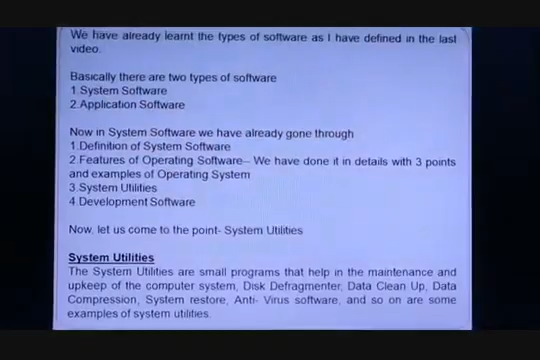 We have already learnt the types of software as I have defined in the last
video.
Basically there are two types of software
1.System Software
2.Application Software
Now in System Software we have already gone through
1.Definition of System Software
2.Features of Operating Software-- We have done it in details with 3 points
and examples of Operating System
3.System Utilities
4.Development Software
Now, let us come to the point- System Utilities
System Utilities
The System Utilities are small programs that help in the maintenance and
upkeep of the computer system, Disk Defragmenter, Data Clean Up, Data
Compression, System restore, Anti- Virus software, and so on are some
examples of system utilities.